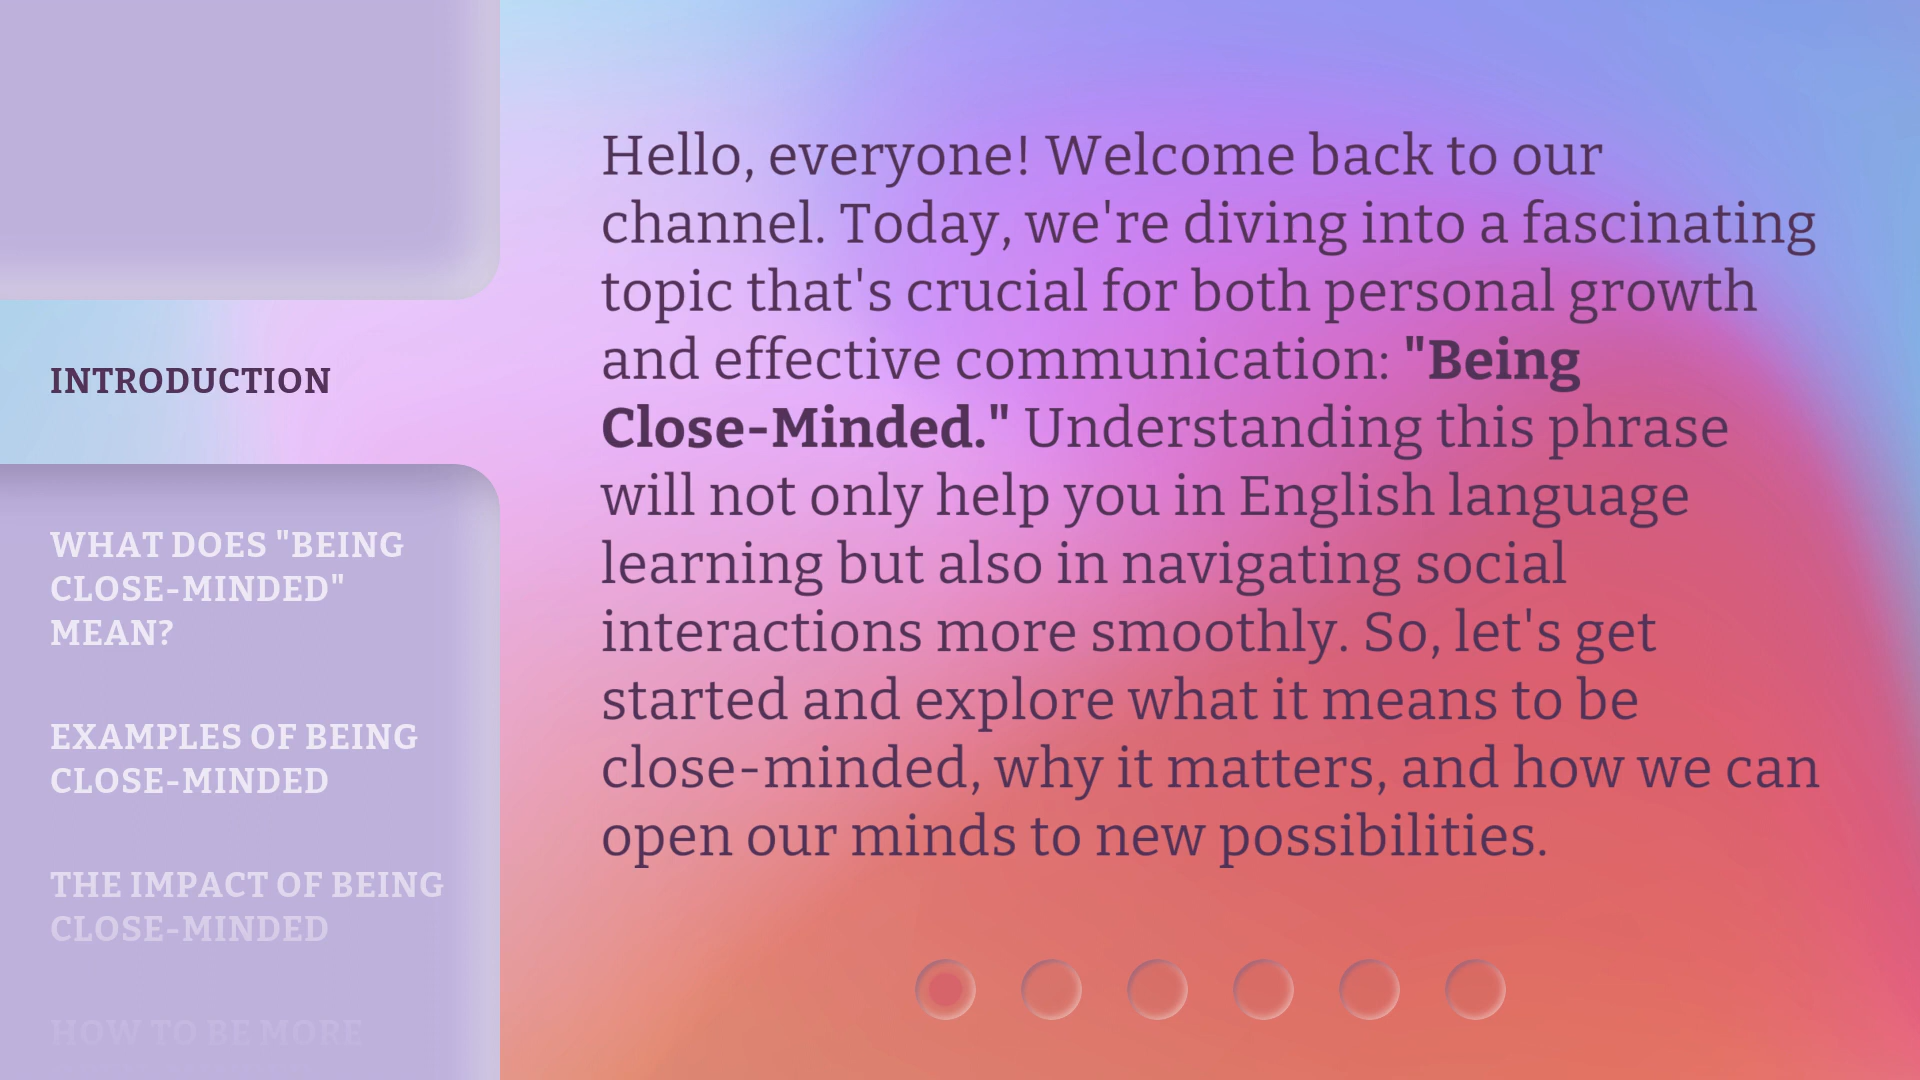 INTRODUCTION
WHAT DOES "BEING
CLOSE-MINDED"
MEAN?
EXAMPLES OF BEING
CLOSE-MINDED
THE IMPACT OF BEING
CLOSE-MINDED
HOW TO BE MORE
Hello, everyone! Welcome back to our
channel. Today, we're diving into a fascinating
topic that's crucial for both personal growth
and effective communication: "Being
Close-Minded." Understanding this phrase
will not only help you in English language
learning but also in navigating social
interactions more smoothly. So, let's get
started and explore what it means to be
close-minded, why it matters, and how we can
open our minds to new possibilities.